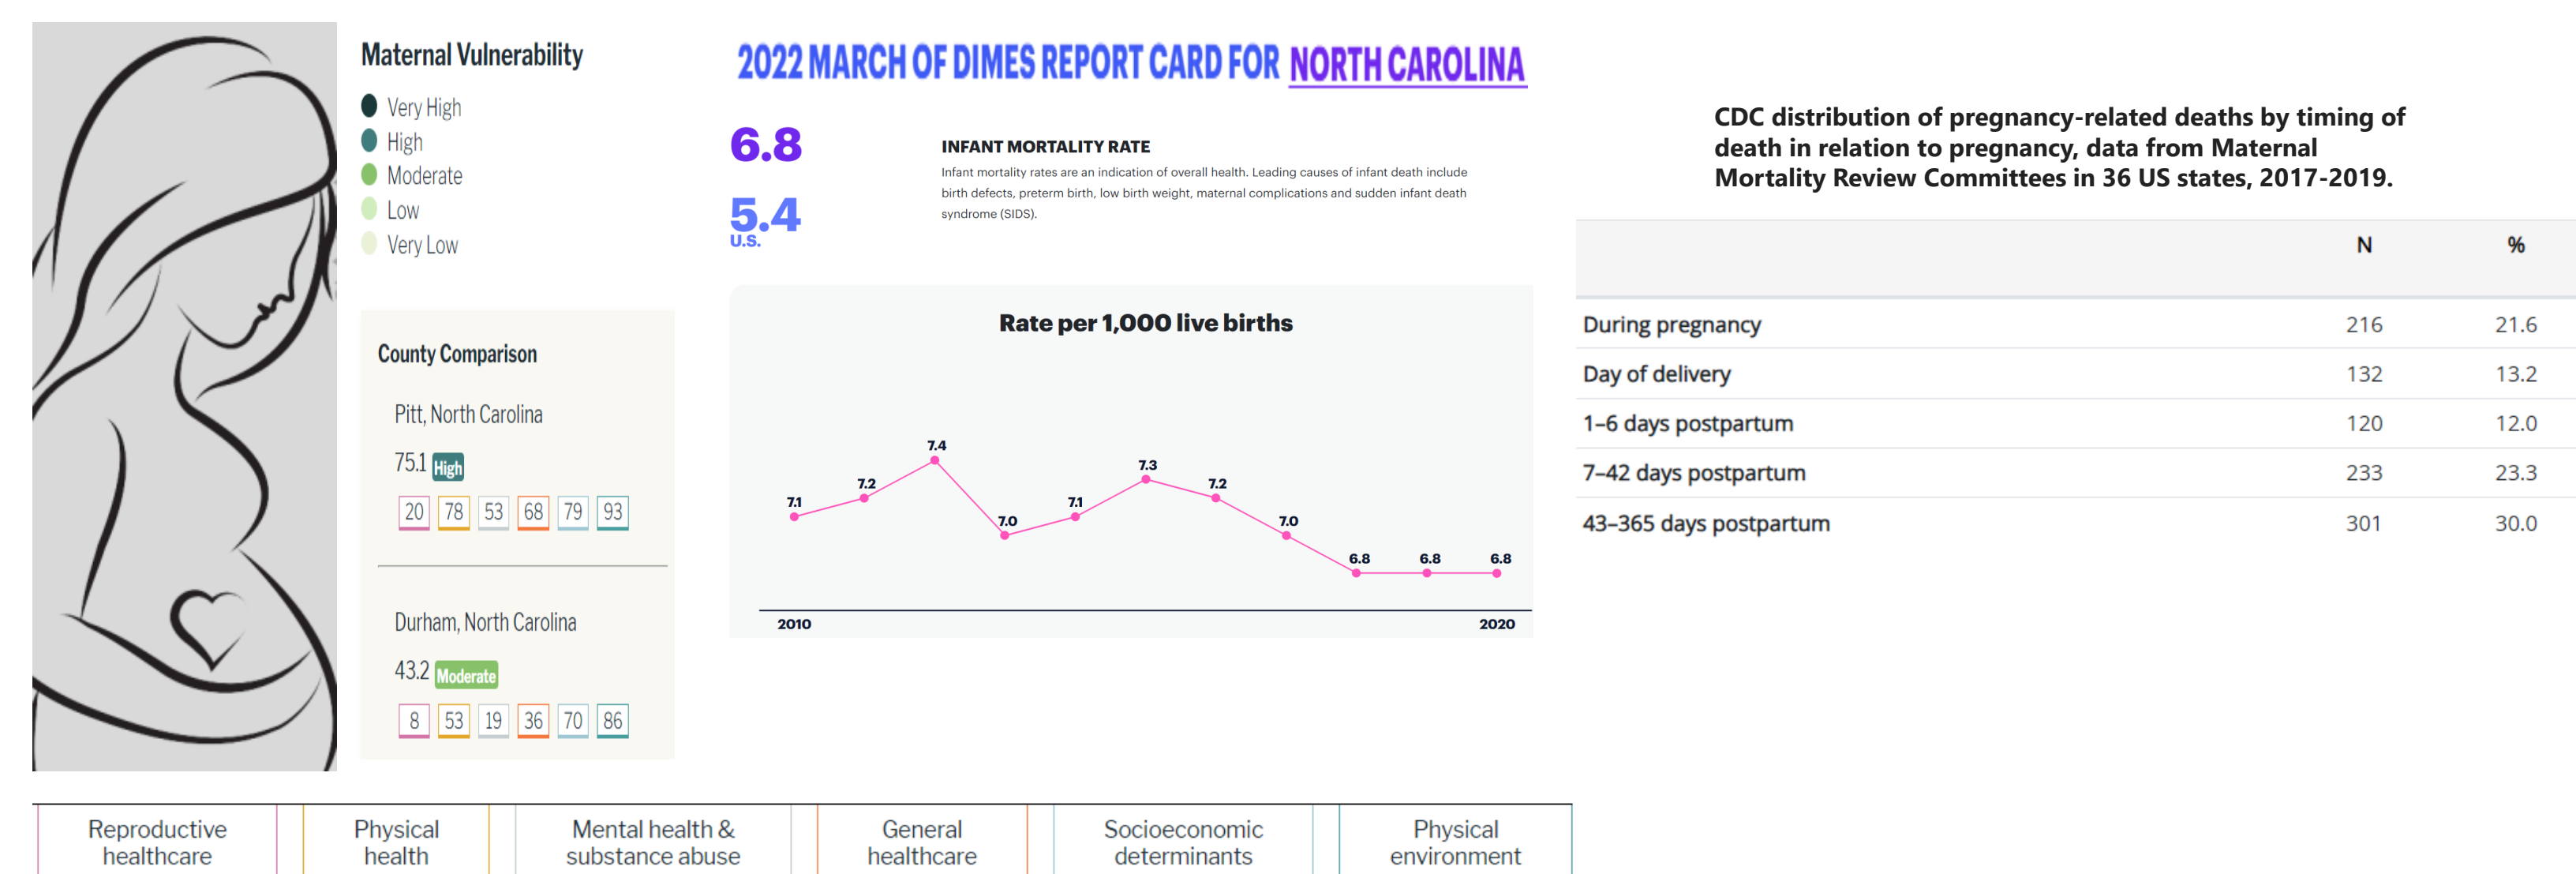 Maternal Vulnerability
Very High
High
Moderate
Low
Very Low
County Comparison
Pitt, North Carolina
75.1 High
20 78 53 68 79 93
Durham, North Carolina
43.2 Moderate
8 53 19 36 70 86
2022 MARCH OF DIMES REPORT CARD FOR NORTH CAROLINA
6.8
5.4
U.S.
INFANT MORTALITY RATE
Infant mortality rates are an indication of overall health. Leading causes of infant death include
birth defects, preterm birth, low birth weight, maternal complications and sudden infant death
syndrome (SIDS).
Rate per 1,000 live births
7.1 7.2 7.4 7.0 7.1 7.3 7.2 7.0 6.8 6.8 6.8
2010 2020
CDC distribution of pregnancy-related deaths by timing of
death in relation to pregnancy, data from Maternal
Mortality Review Committees in 36 US states, 2017-2019.
N %
During pregnancy 216 21.6
Day of delivery 132 13.2
1–6 days postpartum 120 12.0
7–42 days postpartum 233 23.3
43–365 days postpartum 301 30.0
Reproductive
healthcare
Physical
health
Mental health &
substance abuse
General
healthcare
Socioeconomic
determinants
Physical
environment